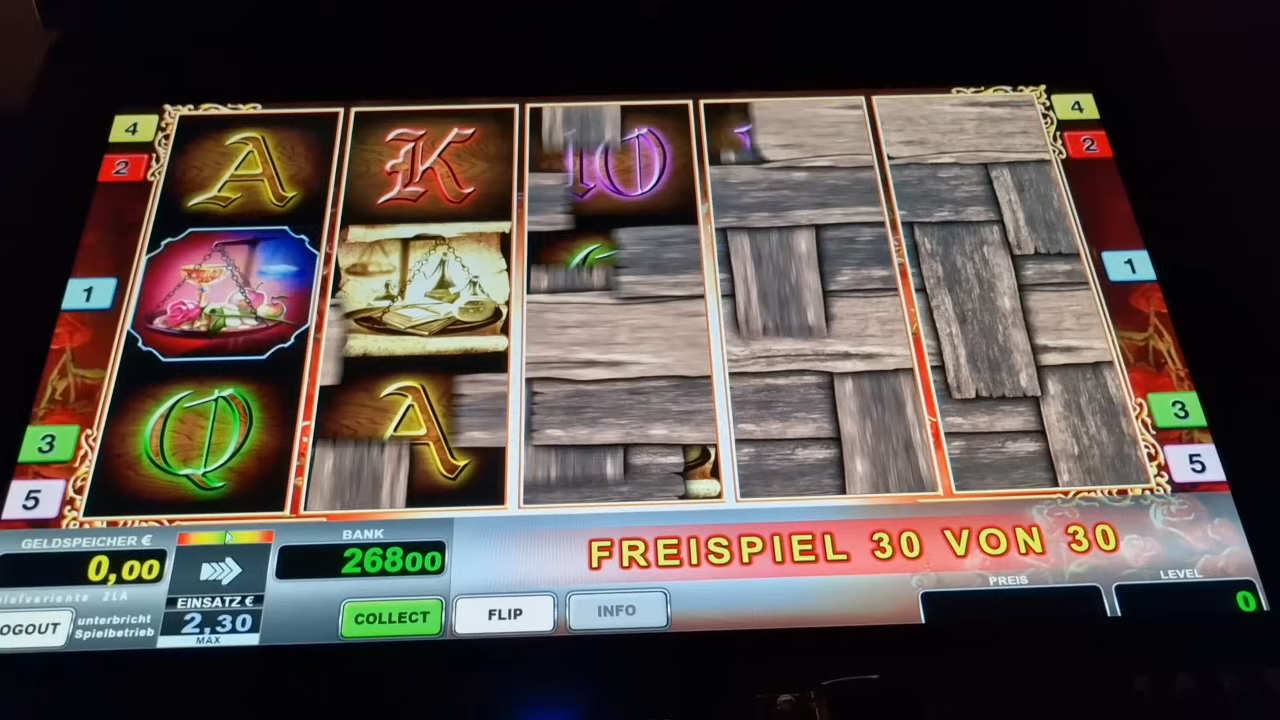 4 4
2 2
A K 10
1 1
Q A
3 3
5 5
GELDSPEICHER € BANK
0,00 26800
FREISPIEL 30 VON 30
EINSATZ €
2,30
MAX
unterbricht
Spielbetrieb
OGOUT
COLLECT FLIP INFO
PREIS LEVEL
0